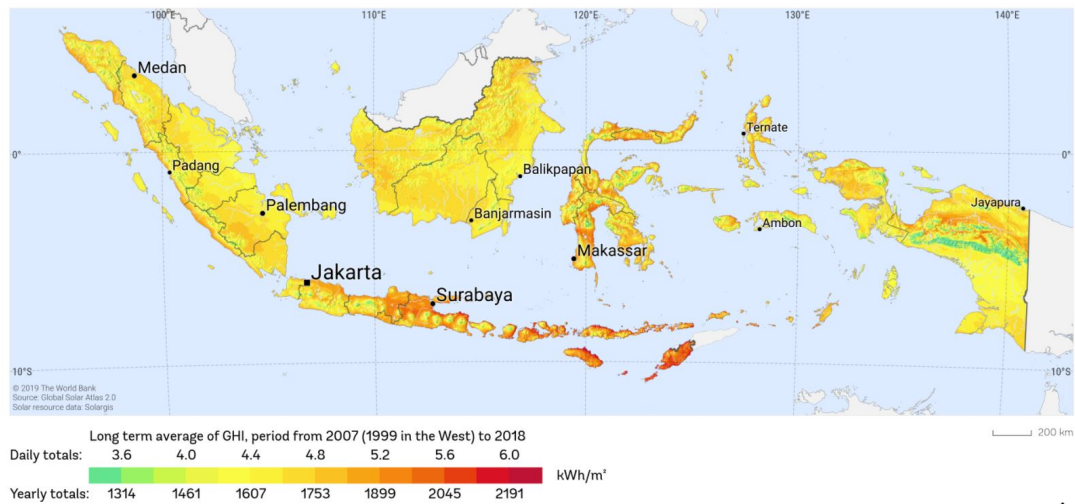 100°E 110°E 120°E 130°E 140°E
Medan
Ternate
0° 0°
Padang
Balikpapan
Palembang
Jayapura
Banjarmasin
Ambon
Makassar
Jakarta
Surabaya
10°S 10°S
© 2019 The World Bank
Source: Global Solar Atlas 2.0
Solar resource data: Solargis
Long term average of GHI, period from 2007 (1999 in the West) to 2018
200 km
Daily totals: 3.6 4.0 4.4 4.8 5.2 5.6 6.0
kWh/m²
Yearly totals: 1314 1461 1607 1753 1899 2045 2191